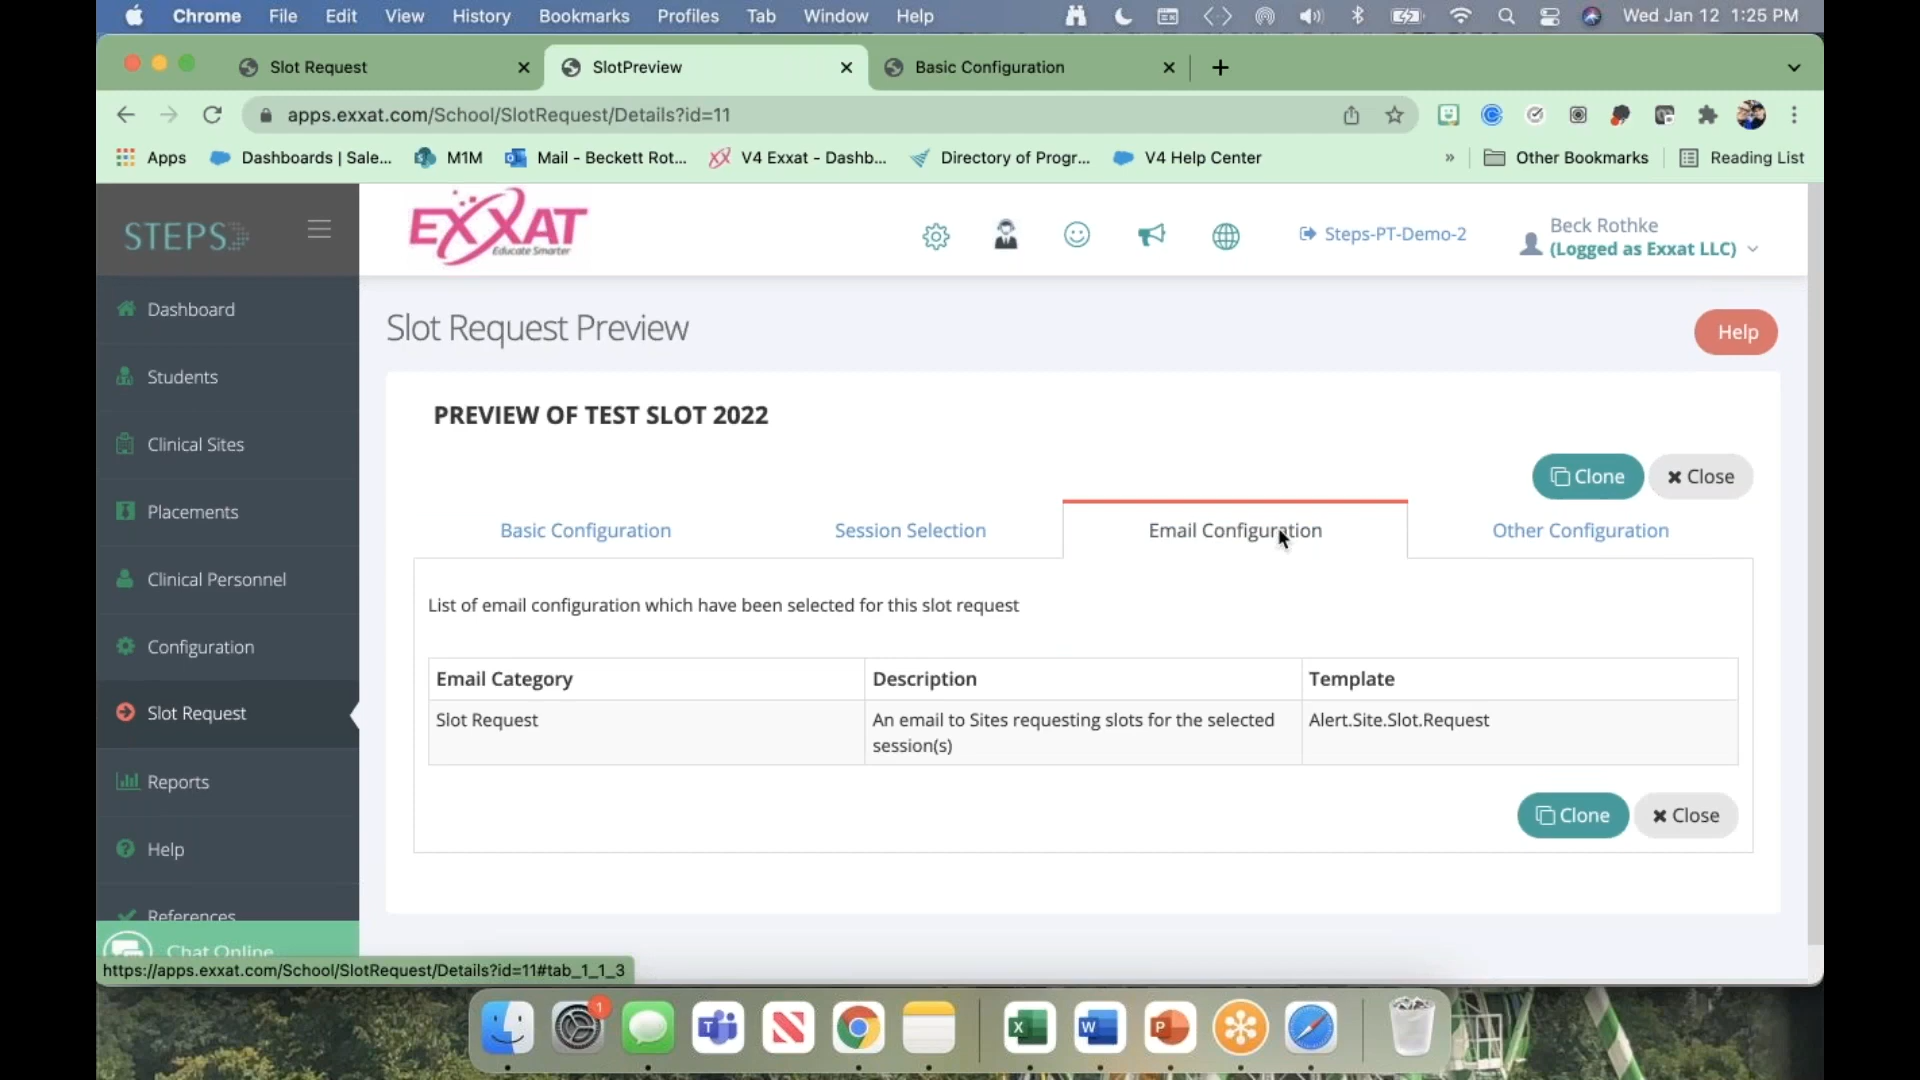 Chrome File Edit View History Bookmarks Profiles Tab Window Help Wed Jan 12 1:25 PM
Slot Request SlotPreview Basic Configuration
apps.exxat.com/School/SlotRequest/Details?id=11
Apps Dashboards | Sale... M1M Mail - Beckett Rot... V4 Exxat - Dashb... Directory of Progr... V4 Help Center » Other Bookmarks Reading List
STEPS
EXXAT
Educate Smarter
Steps-PT-Demo-2
Beck Rothke
(Logged as Exxat LLC)
Dashboard
Students
Clinical Sites
Placements
Clinical Personnel
Configuration
Slot Request
Reports
Help
References
Chat Online
Slot Request Preview
Help
PREVIEW OF TEST SLOT 2022
Clone Close
Basic Configuration Session Selection Email Configuration Other Configuration
List of email configuration which have been selected for this slot request
Email Category Description Template
Slot Request An email to Sites requesting slots for the selected Alert.Site.Slot.Request
session(s)
Clone Close
https://apps.exxat.com/School/SlotRequest/Details?id=11#tab_1_1_3
1
T
N
X
W
P